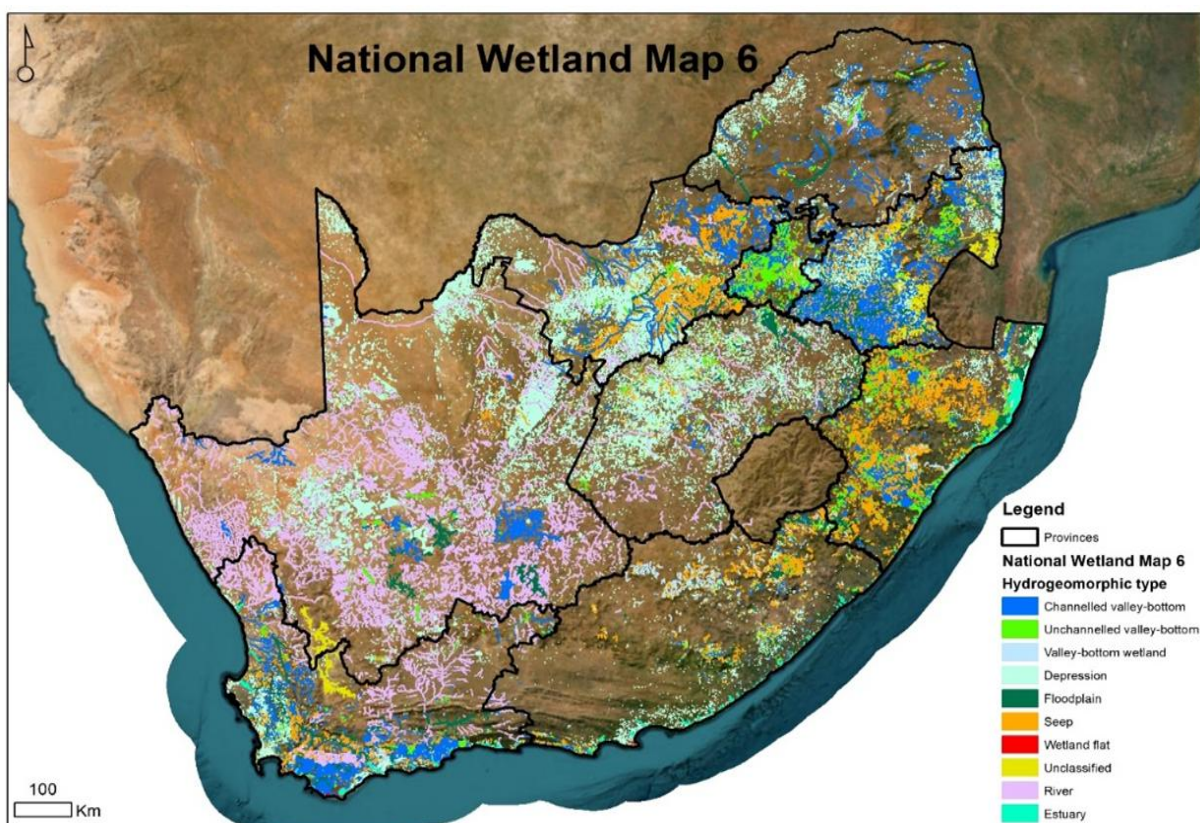 National Wetland Map 6
Legend
Provinces
National Wetland Map 6
Hydrogeomorphic type
Channelled valley-bottom
Unchannelled valley-bottom
Valley-bottom wetland
Depression
Floodplain
Seep
Wetland flat
Unclassified
River
Estuary
100
Km